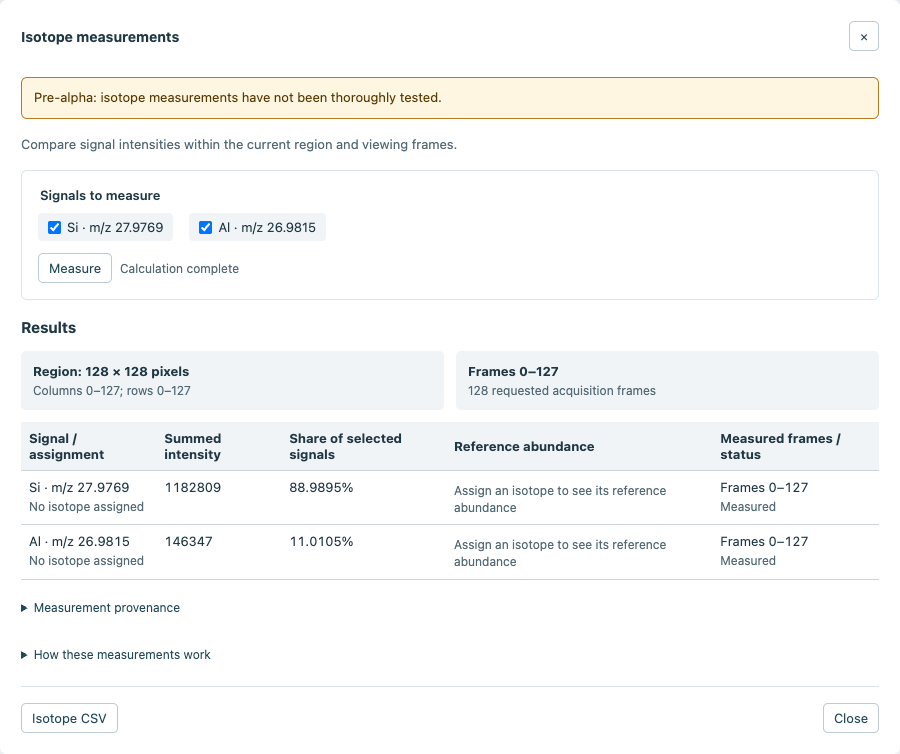 Isotope measurements
×
Pre-alpha: isotope measurements have not been thoroughly tested.
Compare signal intensities within the current region and viewing frames.
Signals to measure
Si · m/z 27.9769
Al · m/z 26.9815
Measure
Calculation complete
Results
Region: 128 × 128 pixels
Columns 0–127; rows 0–127
Frames 0–127
128 requested acquisition frames
Signal /
assignment
Summed
intensity
Share of selected
signals
Reference abundance
Measured frames /
status
Si · m/z 27.9769
No isotope assigned
1182809
88.9895%
Assign an isotope to see its reference
abundance
Frames 0–127
Measured
Al · m/z 26.9815
No isotope assigned
146347
11.0105%
Assign an isotope to see its reference
abundance
Frames 0–127
Measured
Measurement provenance
How these measurements work
Isotope CSV
Close